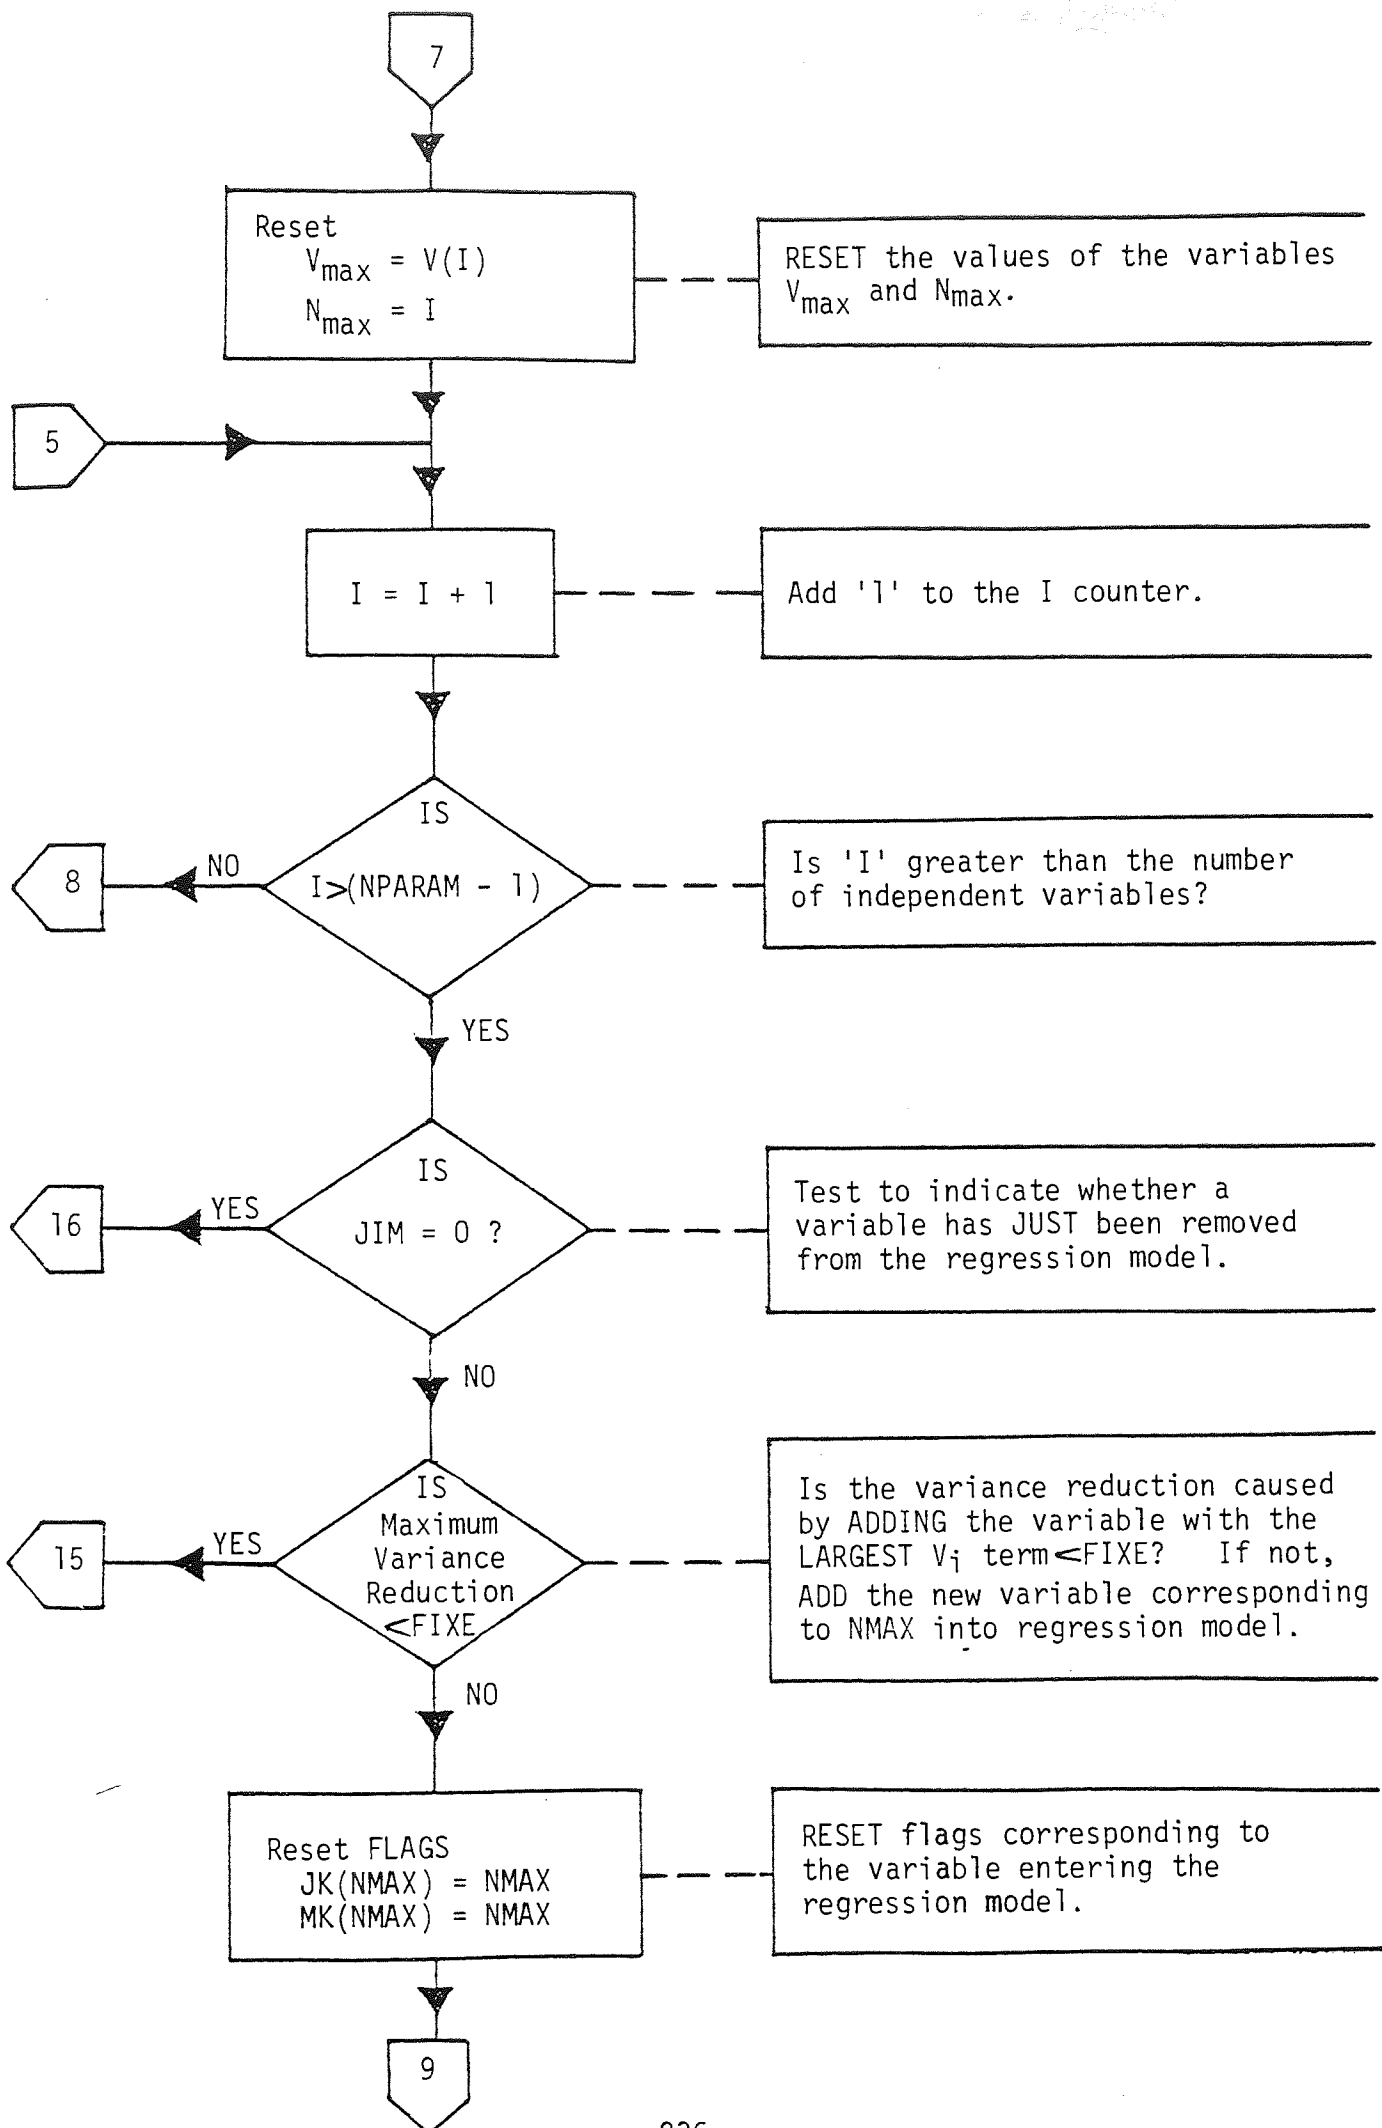 7
Reset
Vmax = V(I)
Nmax = I
RESET the values of the variables
Vmax and Nmax.
5
I = I + 1
Add '1' to the I counter.
IS
I>(NPARAM - 1)
NO
8
Is 'I' greater than the number
of independent variables?
YES
IS
JIM = 0 ?
YES
16
Test to indicate whether a
variable has JUST been removed
from the regression model.
NO
IS
Maximum
Variance
Reduction
<FIXE
YES
15
Is the variance reduction caused
by ADDING the variable with the
LARGEST Vi term<FIXE? If not,
ADD the new variable corresponding
to NMAX into regression model.
NO
Reset FLAGS
JK(NMAX) = NMAX
MK(NMAX) = NMAX
RESET flags corresponding to
the variable entering the
regression model.
9